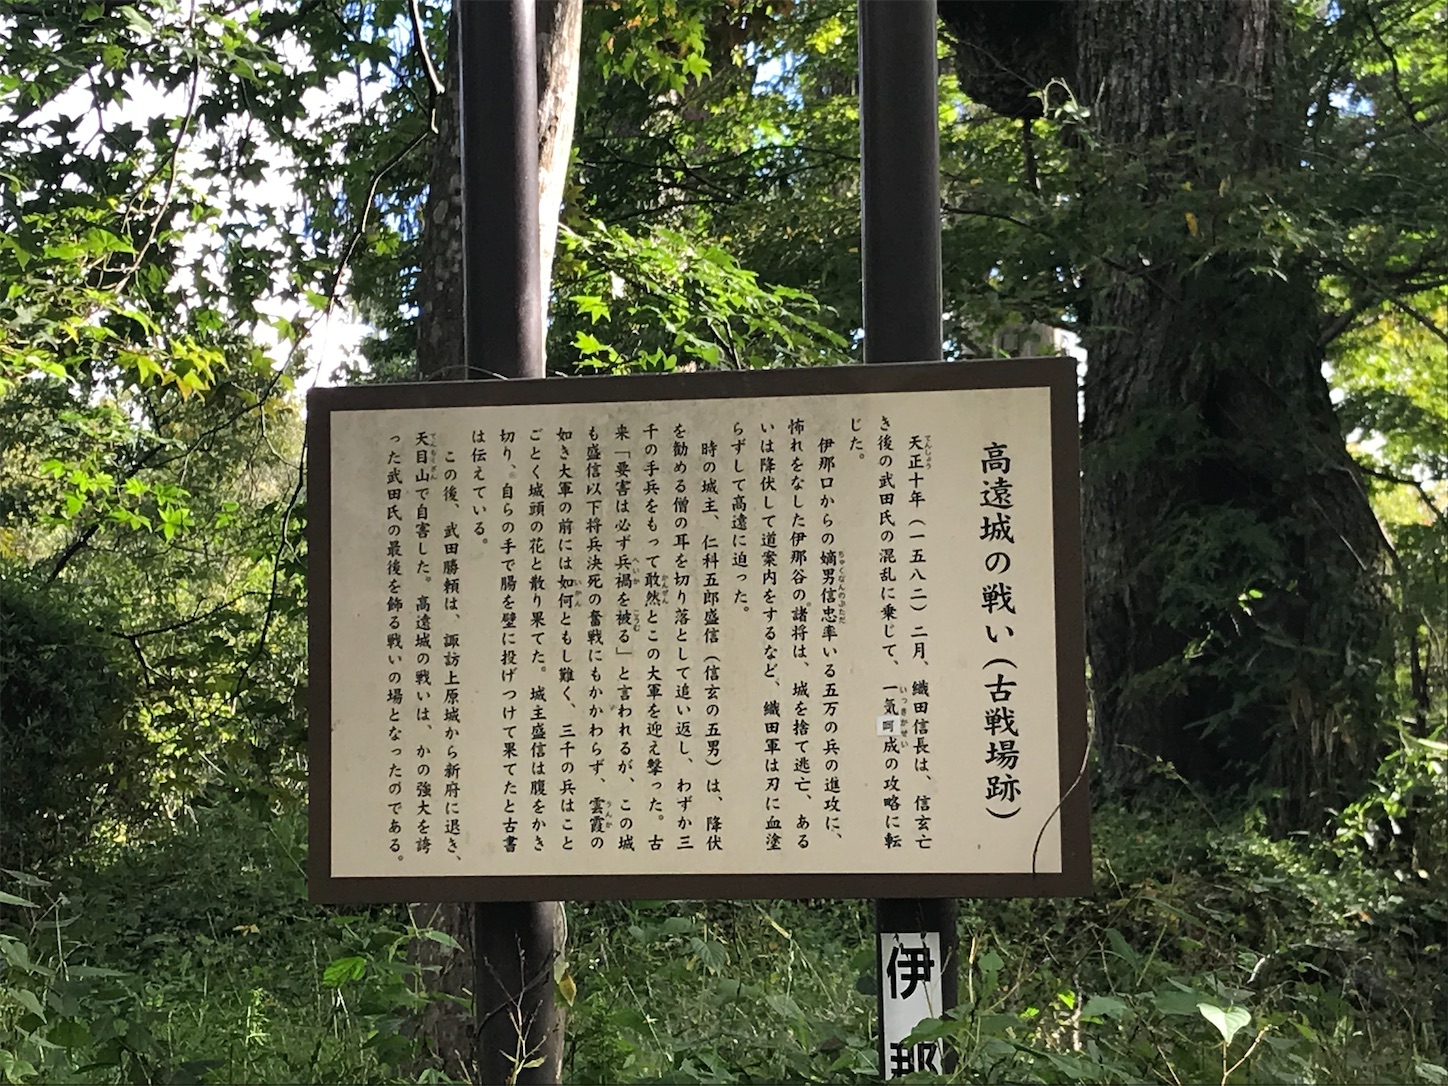 高遠城の戦い（古戦場跡）
天正十年（一五八二）二月、織田信長は、信玄亡
き後の武田氏の混乱に乗じて、一気呵成の攻略に転
じた。
伊那口からの嫡男信忠率いる五万の兵の進攻に、
怖れをなした伊那谷の諸将は、城を捨て逃亡、ある
いは降伏して道案内をするなど、織田軍は刃に血塗
らずして高遠に迫った。
時の城主、仁科五郎盛信（信玄の五男）は、降伏
を勧める僧の耳を切り落として追い返し、わずか三
千の手兵をもって敢然とこの大軍を迎え撃った。古
来「要害は必ず兵禍を被る」と言われるが、この城
も盛信以下将兵決死の奮戦にもかかわらず、雲霞の
如き大軍の前には如何ともし難く、三千の兵はこと
ごとく城頭の花と散り果てた。城主盛信は腹をかき
切り、自らの手で腸を壁に投げつけて果てたと古書
は伝えている。
この後、武田勝頼は、諏訪上原城から新府に退き、
天目山で自害した。高遠城の戦いは、かの強大を誇
った武田氏の最後を飾る戦いの場となったのである。
伊那